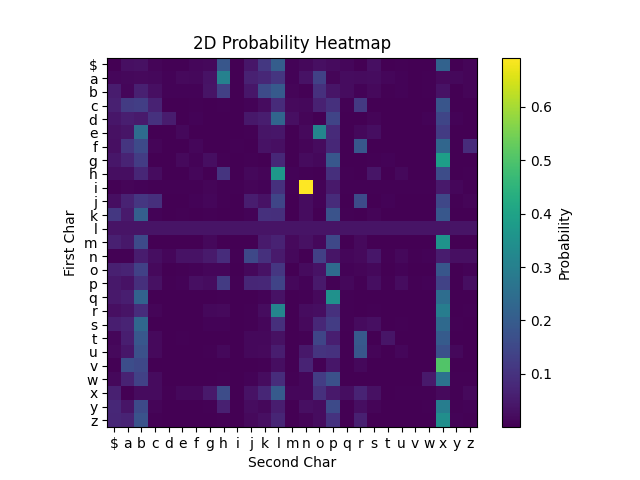 2D Probability Heatmap
First Char
$
a
b
c
d
e
f
g
h
i
j
k
l
m
n
o
p
q
r
s
t
u
v
w
x
y
z
$ a b c d e f g h i j k l m n o p q r s t u v w x y z
Second Char
0.6
0.5
0.4
0.3
0.2
0.1
Probability